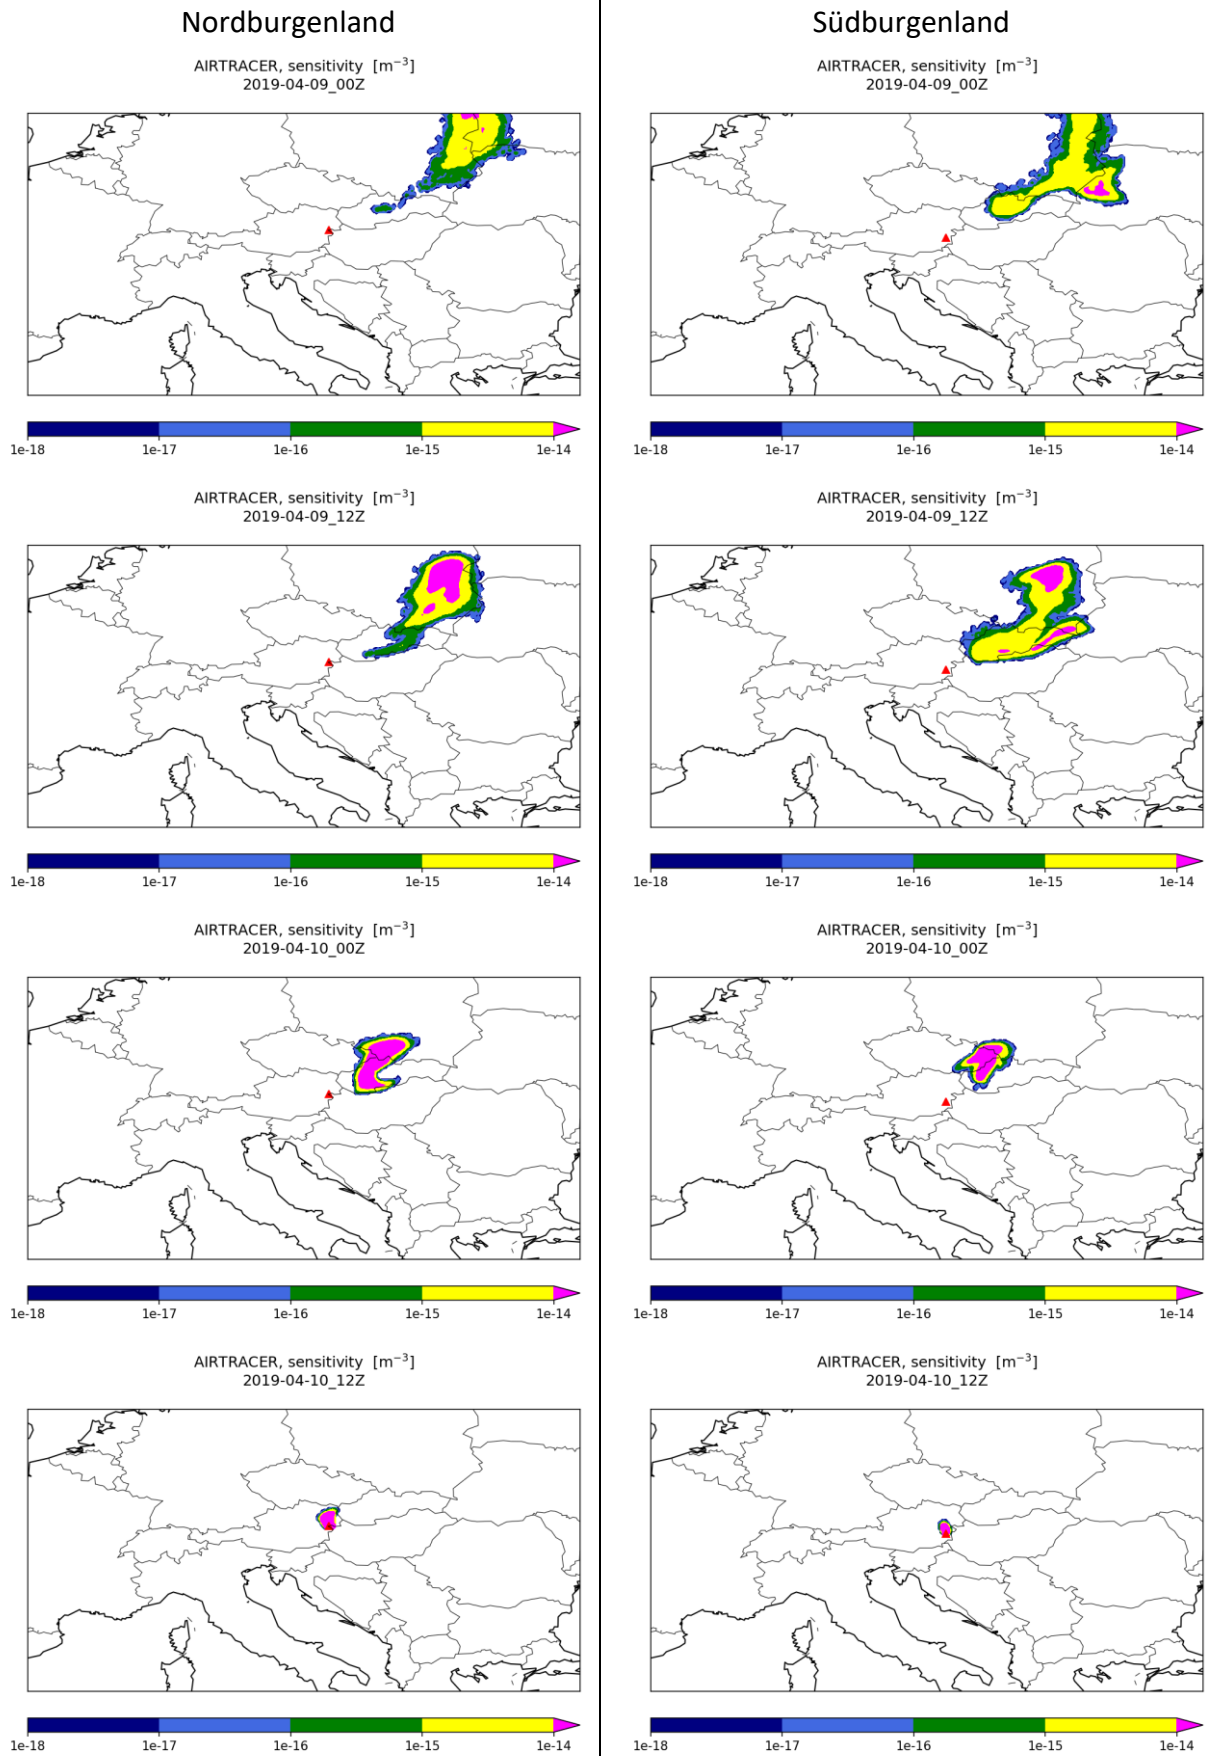 Nordburgenland
Südburgenland
AIRTRACER, sensitivity [m⁻³]
2019-04-09_00Z
AIRTRACER, sensitivity [m⁻³]
2019-04-09_00Z
1e-18 1e-17 1e-16 1e-15 1e-14
1e-18 1e-17 1e-16 1e-15 1e-14
AIRTRACER, sensitivity [m⁻³]
2019-04-09_12Z
AIRTRACER, sensitivity [m⁻³]
2019-04-09_12Z
1e-18 1e-17 1e-16 1e-15 1e-14
1e-18 1e-17 1e-16 1e-15 1e-14
AIRTRACER, sensitivity [m⁻³]
2019-04-10_00Z
AIRTRACER, sensitivity [m⁻³]
2019-04-10_00Z
1e-18 1e-17 1e-16 1e-15 1e-14
1e-18 1e-17 1e-16 1e-15 1e-14
AIRTRACER, sensitivity [m⁻³]
2019-04-10_12Z
AIRTRACER, sensitivity [m⁻³]
2019-04-10_12Z
1e-18 1e-17 1e-16 1e-15 1e-14
1e-18 1e-17 1e-16 1e-15 1e-14